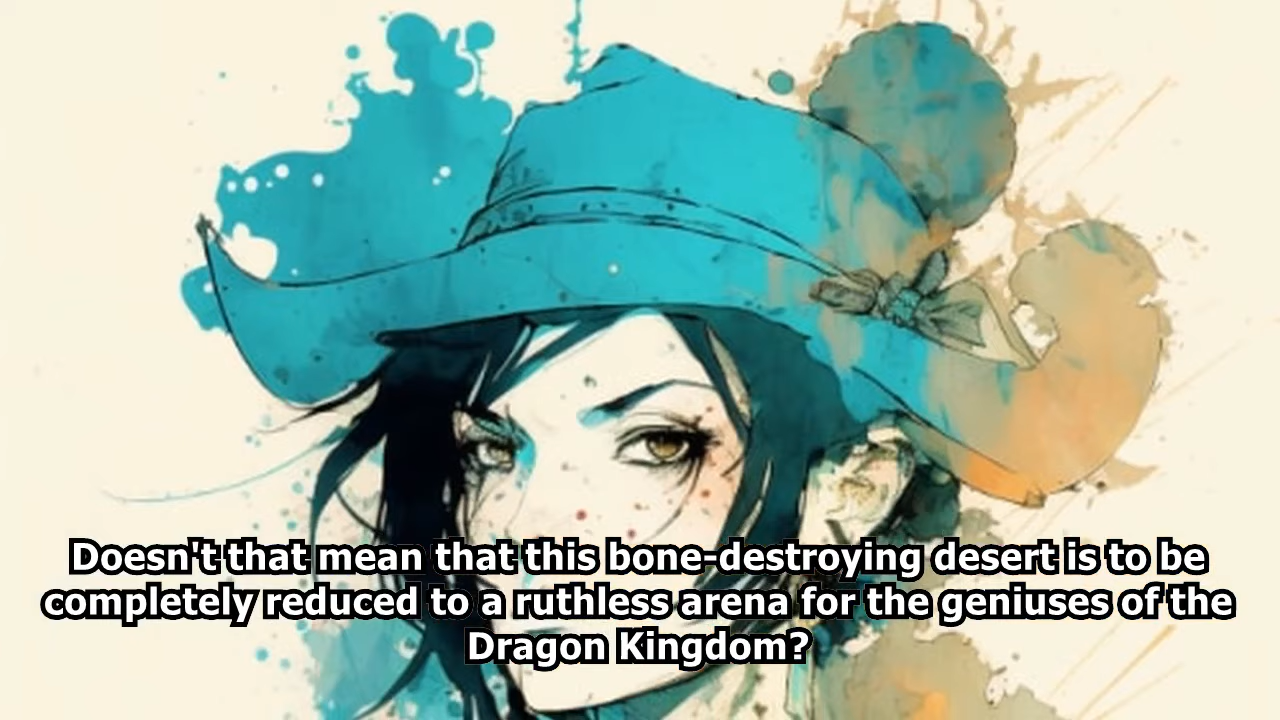 Doesn't that mean that this bone-destroying desert is to be
completely reduced to a ruthless arena for the geniuses of the
Dragon Kingdom?